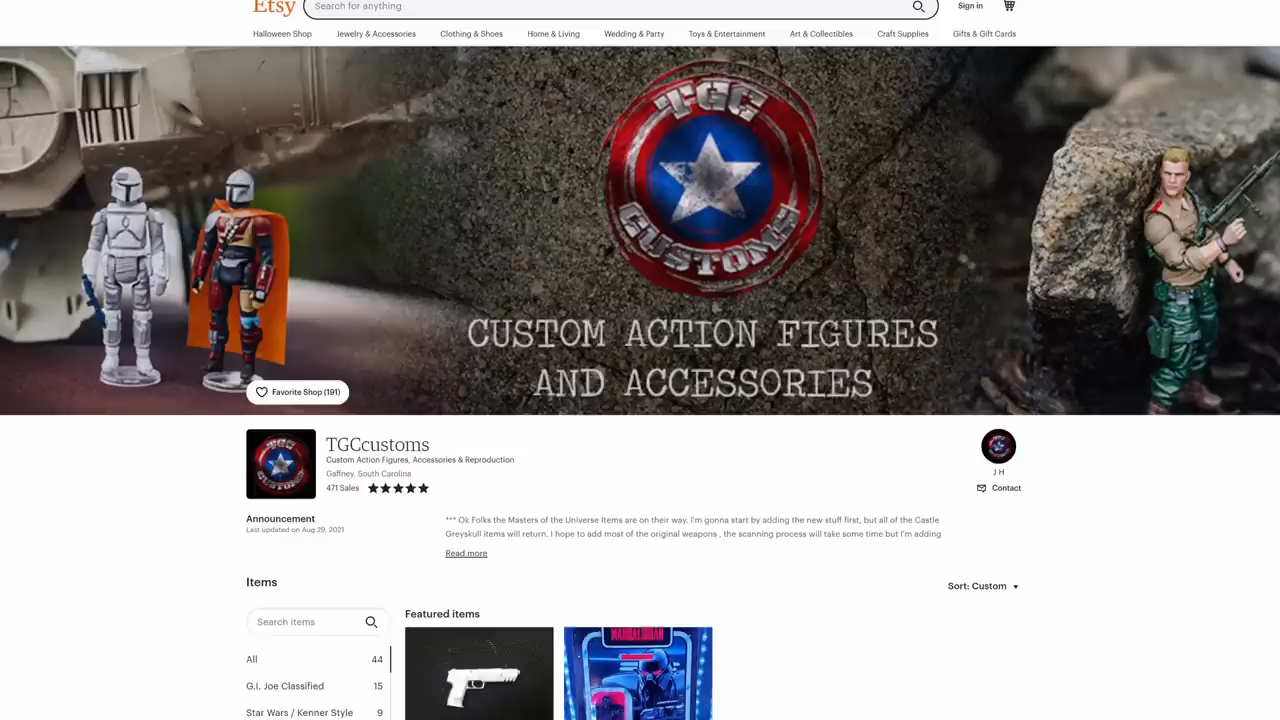 Etsy
Search for anything
Sign in
Halloween Shop
Jewelry & Accessories
Clothing & Shoes
Home & Living
Wedding & Party
Toys & Entertainment
Art & Collectibles
Craft Supplies
Gifts & Gift Cards
TGC
CUSTOMS
CUSTOM ACTION FIGURES
AND ACCESSORIES
Favorite Shop (191)
TGC
CUSTOMS
TGCcustoms
Custom Action Figures, Accessories & Reproduction
Gaffney, South Carolina
471 Sales
J H
Contact
Announcement
Last updated on Aug 29, 2021
*** Ok Folks the Masters of the Universe Items are on their way. I'm gonna start by adding the new stuff first, but all of the Castle
Greyskull items will return. I hope to add most of the original weapons , the scanning process will take some time but I'm adding
Read more
Items
Sort: Custom
Search items
Featured items
All 44
G.I. Joe Classified 15
Star Wars / Kenner Style 9